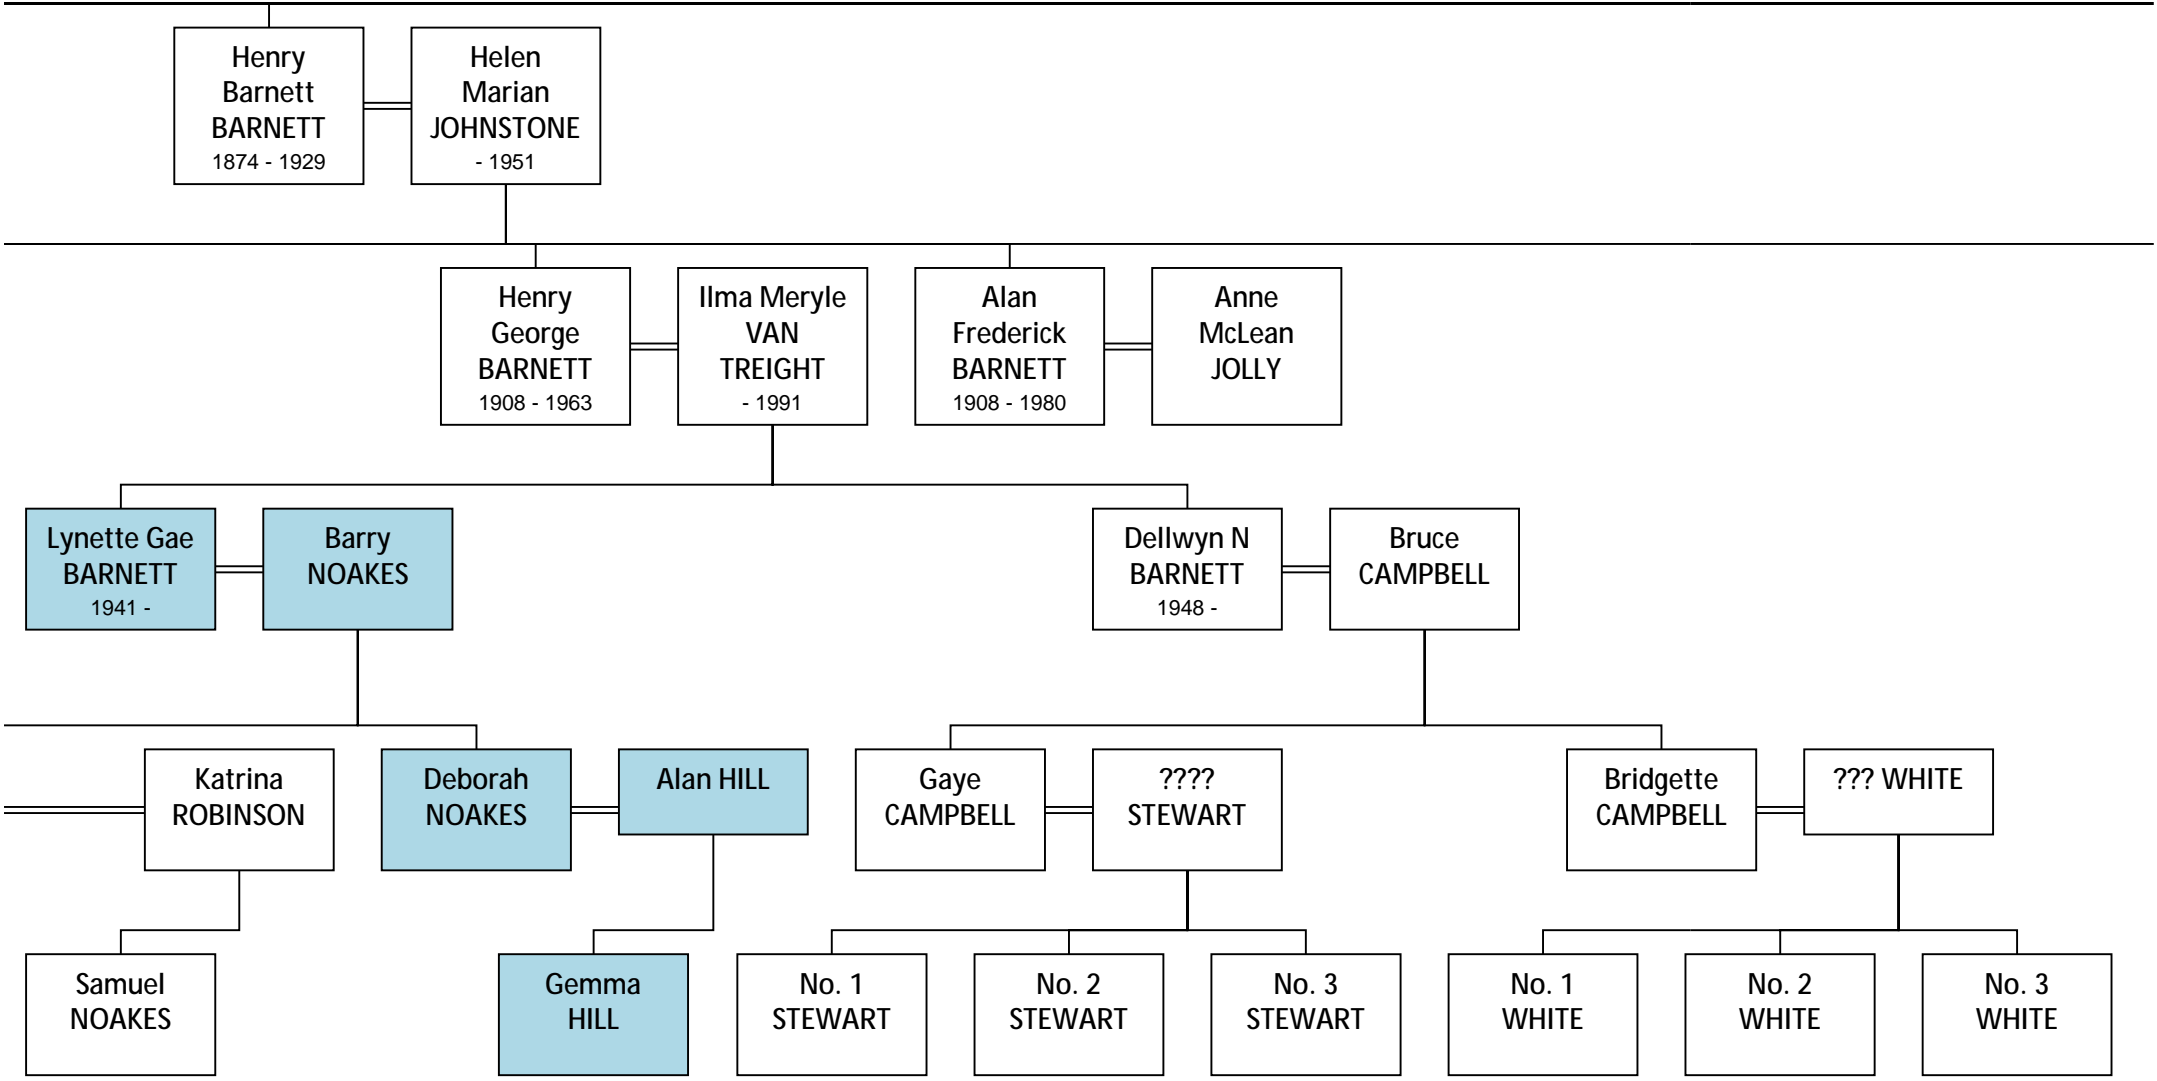 Henry
Barnett
BARNETT
1874 - 1929
Helen
Marian
JOHNSTONE
- 1951
Henry
George
BARNETT
1908 - 1963
Ilma Meryle
VAN
TREIGHT
- 1991
Alan
Frederick
BARNETT
1908 - 1980
Anne
McLean
JOLLY
Lynette Gae
BARNETT
1941 -
Barry
NOAKES
Dellwyn N
BARNETT
1948 -
Bruce
CAMPBELL
Katrina
ROBINSON
Deborah
NOAKES
Alan HILL
Gaye
CAMPBELL
????
STEWART
Bridgette
CAMPBELL
??? WHITE
Samuel
NOAKES
Gemma
HILL
No. 1
STEWART
No. 2
STEWART
No. 3
STEWART
No. 1
WHITE
No. 2
WHITE
No. 3
WHITE